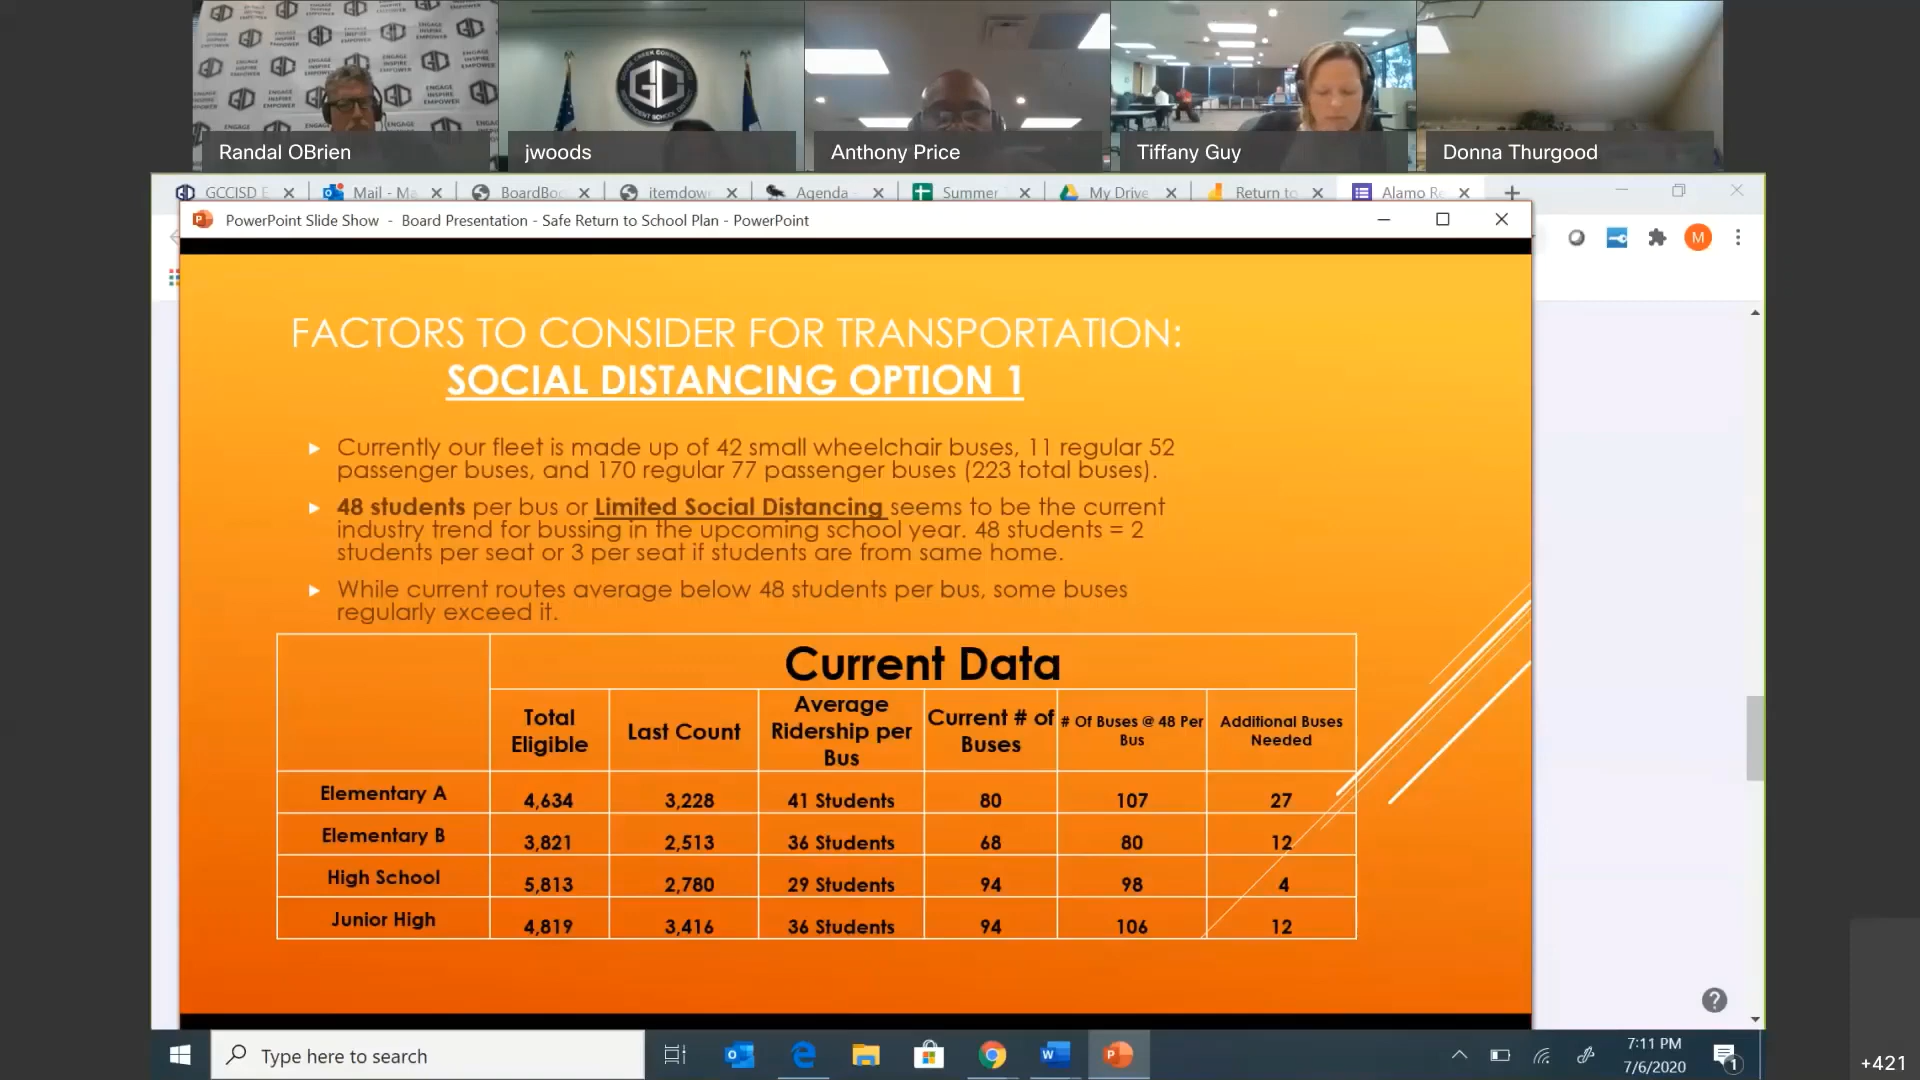 Randal OBrien
jwoods
Anthony Price
Tiffany Guy
Donna Thurgood
ENGAGE
INSPIRE
EMPOWER
GCCISD E
Mail - Ma
BoardBoo
itemdow
Agenda
Summer
My Drive
Return to
Alamo Re
PowerPoint Slide Show - Board Presentation - Safe Return to School Plan - PowerPoint
M
FACTORS TO CONSIDER FOR TRANSPORTATION:
SOCIAL DISTANCING OPTION 1
Currently our fleet is made up of 42 small wheelchair buses, 11 regular 52
passenger buses, and 170 regular 77 passenger buses (223 total buses).
48 students per bus or Limited Social Distancing seems to be the current
industry trend for bussing in the upcoming school year. 48 students = 2
students per seat or 3 per seat if students are from same home.
While current routes average below 48 students per bus, some buses
regularly exceed it.
Current Data
Total Eligible Last Count Average Ridership per Bus Current # of Buses # Of Buses @ 48 Per Bus Additional Buses Needed
Elementary A 4,634 3,228 41 Students 80 107 27
Elementary B 3,821 2,513 36 Students 68 80 12
High School 5,813 2,780 29 Students 94 98 4
Junior High 4,819 3,416 36 Students 94 106 12
Type here to search
7:11 PM
7/6/2020
1
+421